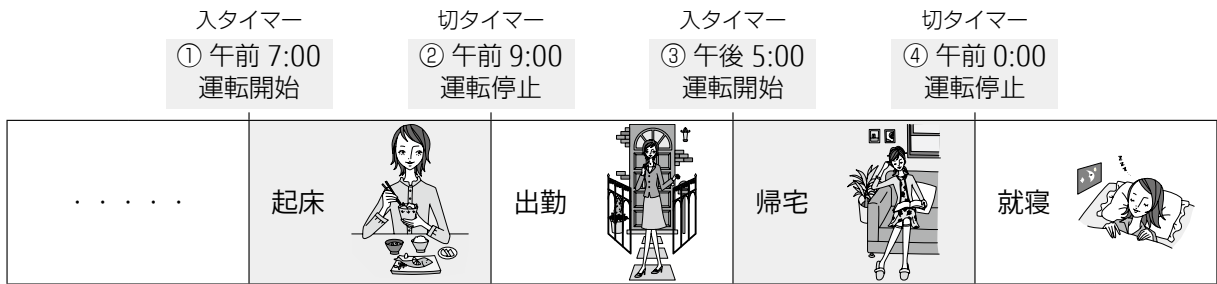 入タイマー
① 午前 7:00
運転開始
切タイマー
② 午前 9:00
運転停止
入タイマー
③ 午後 5:00
運転開始
切タイマー
④ 午前 0:00
運転停止
・・・・・
起床
出勤
帰宅
就寝
zzz